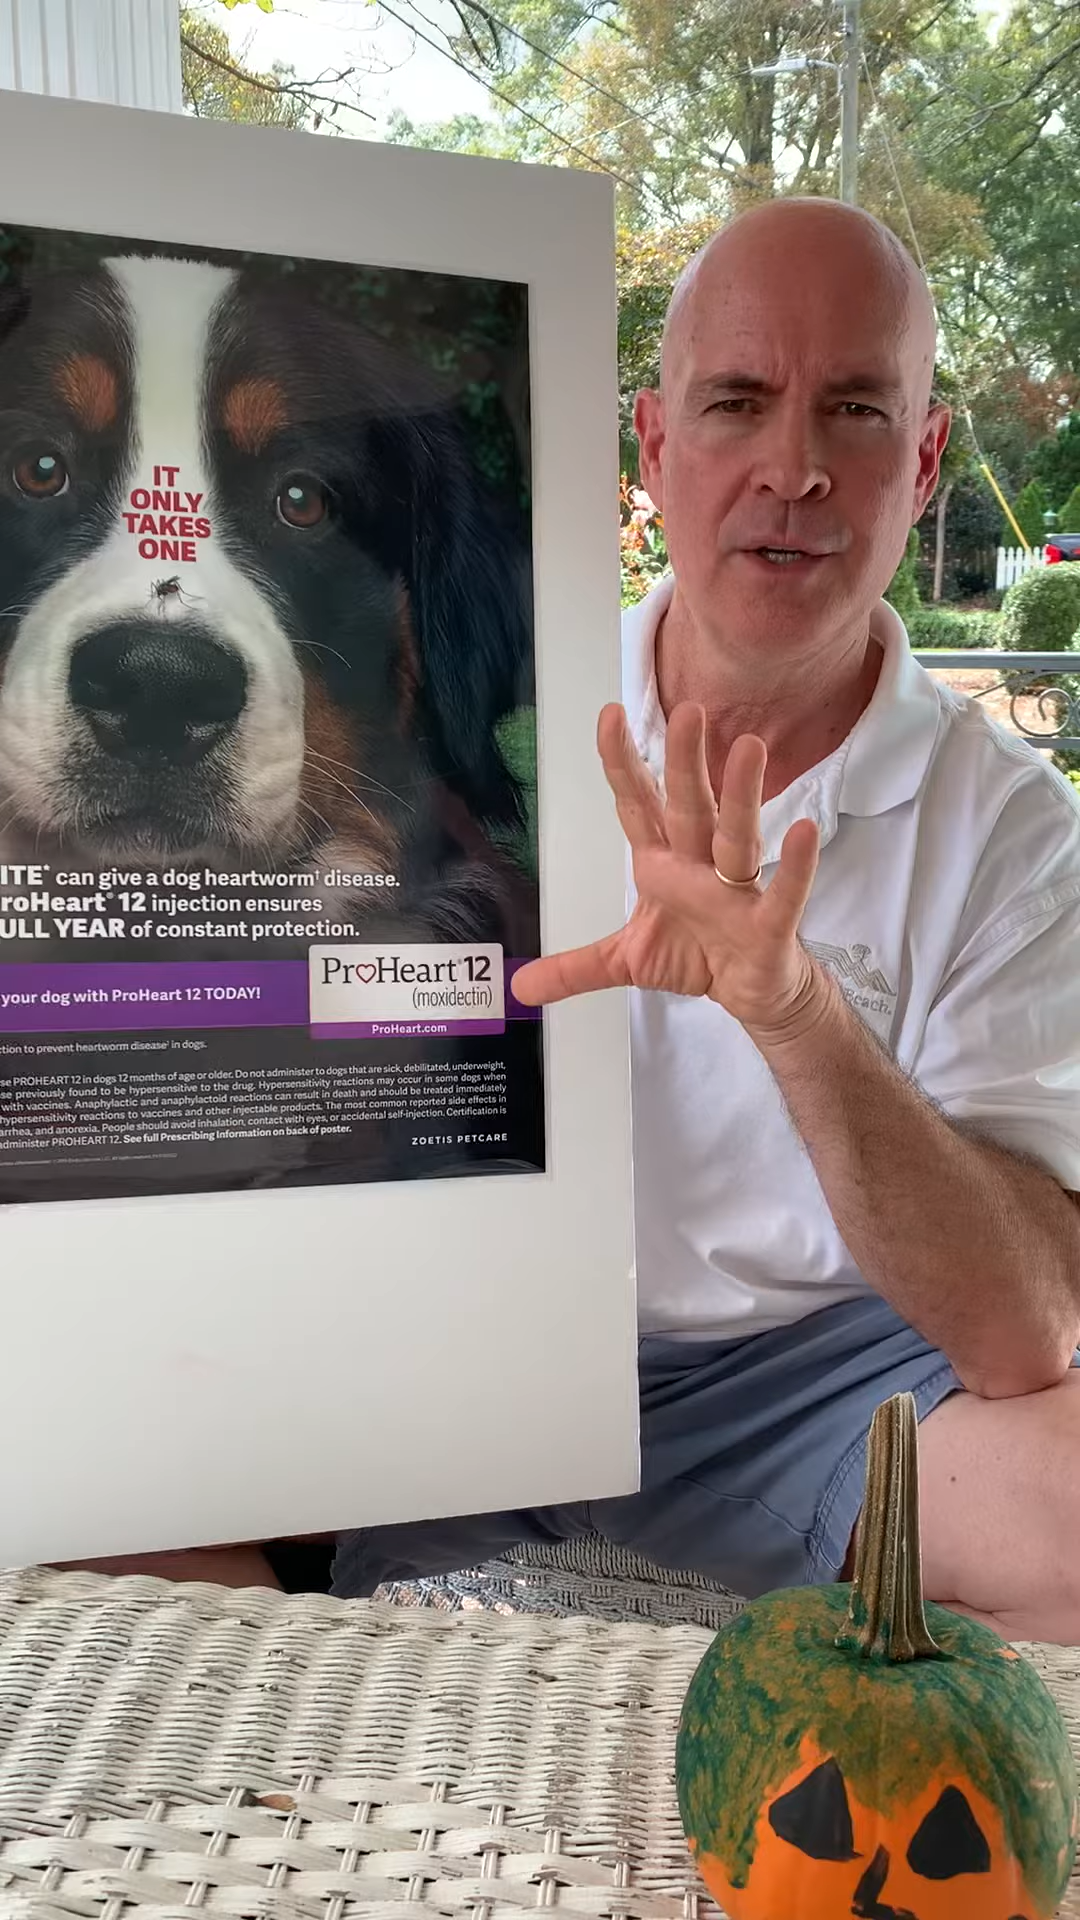 IT
ONLY
TAKES
ONE
ITE* can give a dog heartworm† disease.
roHeart® 12 injection ensures
ULL YEAR of constant protection.
your dog with ProHeart 12 TODAY!
ProHeart® 12
(moxidectin)
ProHeart.com
ction to prevent heartworm disease‡ in dogs.
se PROHEART 12 in dogs 12 months of age or older. Do not administer to dogs that are sick, debilitated, underweight,
se previously found to be hypersensitive to the drug. Hypersensitivity reactions may occur in some dogs when
with vaccines. Anaphylactic and anaphylactoid reactions can result in death and should be treated immediately
hypersensitivity reactions to vaccines and other injectable products. The most common reported side effects in
arrhea, and anorexia. People should avoid inhalation, contact with eyes, or accidental self-injection. Certification is
administer PROHEART 12. See full Prescribing Information on back of poster.
ZOETIS PETCARE
Beach.